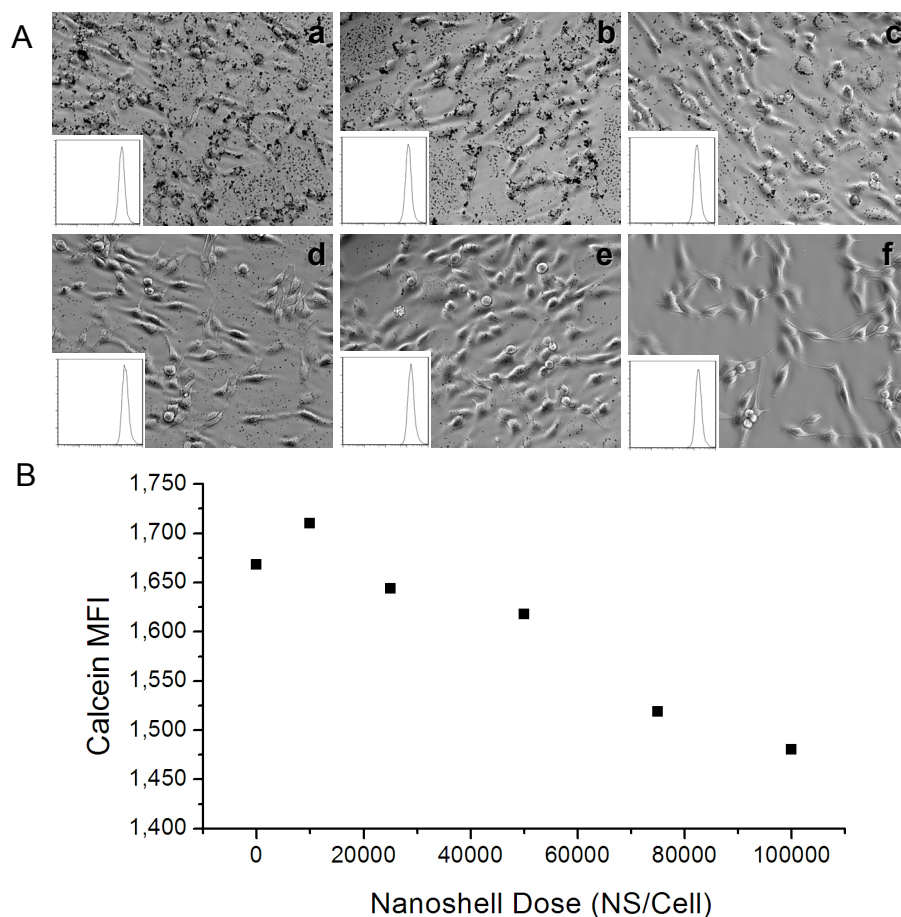 A
a
b
c
d
e
f
B
1,750
1,700
1,650
1,600
1,550
1,500
1,450
1,400
Calcein MFI
0 20000 40000 60000 80000 100000
Nanoshell Dose (NS/Cell)